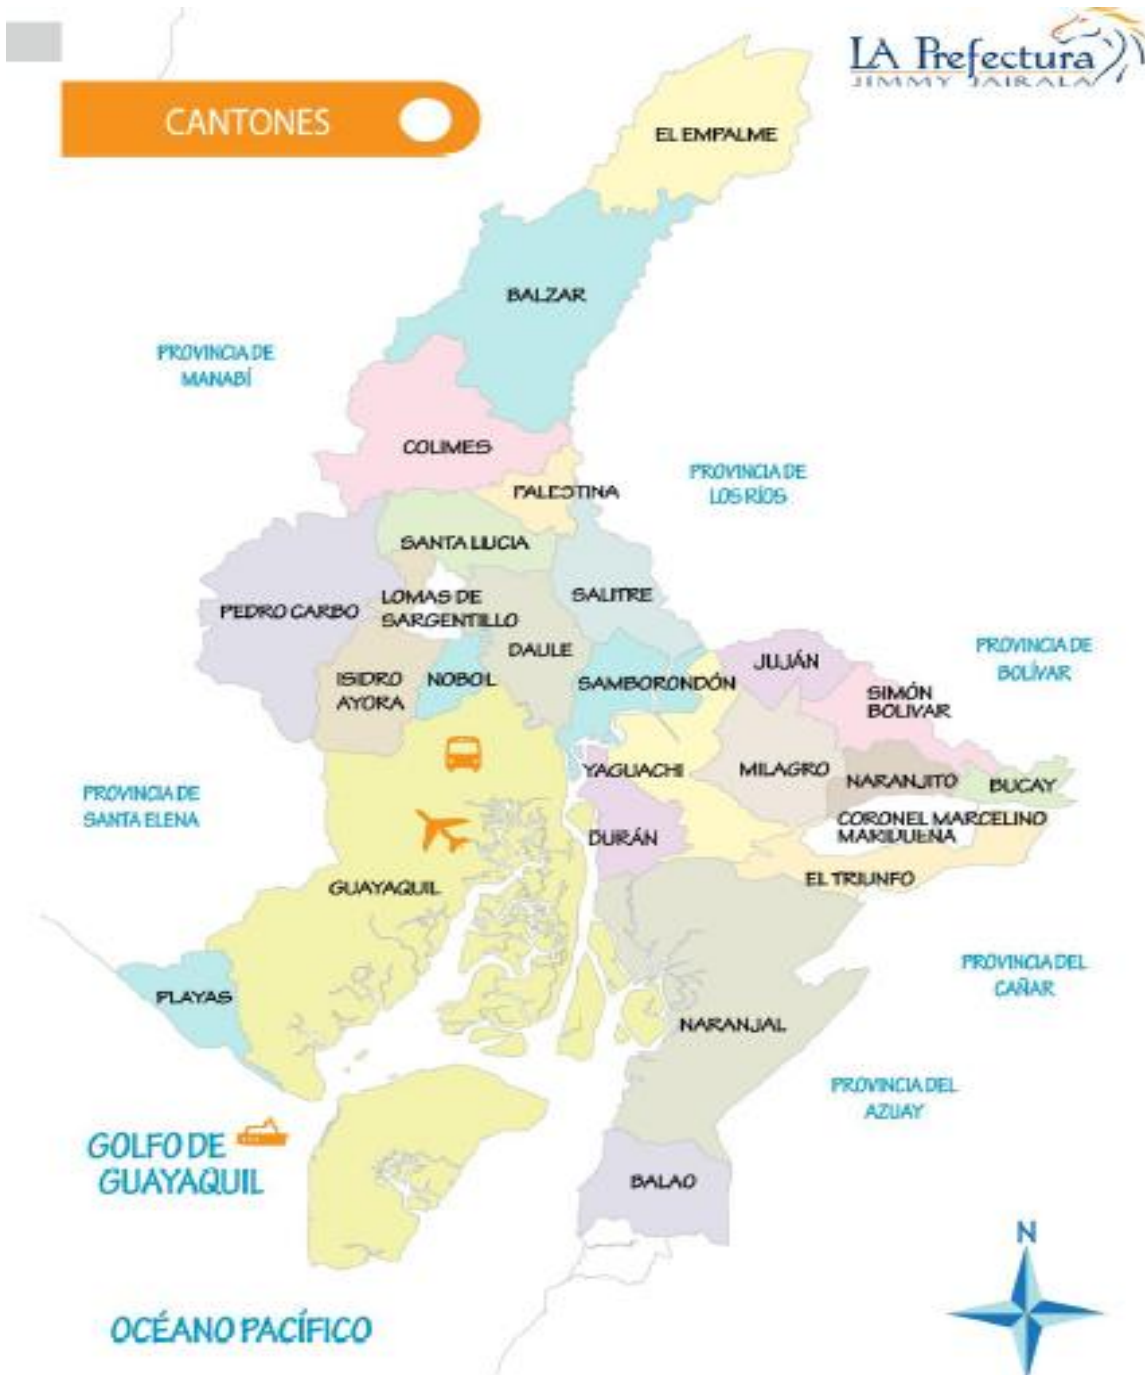 LA Prefectura
JIMMY JAIRALA
CANTONES
EL EMPALME
BALZAR
PROVINCIA DE
MANABÍ
COLIMES
PROVINCIA DE
LOS RÍOS
PALESTINA
SANTA LUCIA
PEDRO CARBO
LOMAS DE
SARGENTILLO
SALITRE
DAULE
ISIDRO
AYORA
NOBOL
SAMBORONDÓN
JUJÁN
PROVINCIA DE
BOLÍVAR
SIMÓN
BOLIVAR
YAGUACHI
MILAGRO
NARANJITO
BUCAY
PROVINCIA DE
SANTA ELENA
CORONEL MARCELINO
MARIDUEÑA
DURÁN
EL TRIUNFO
GUAYAQUIL
PLAYAS
PROVINCIA DEL
CAÑAR
NARANJAL
PROVINCIA DEL
AZUAY
GOLFO DE
GUAYAQUIL
BALAO
N
OCÉANO PACÍFICO